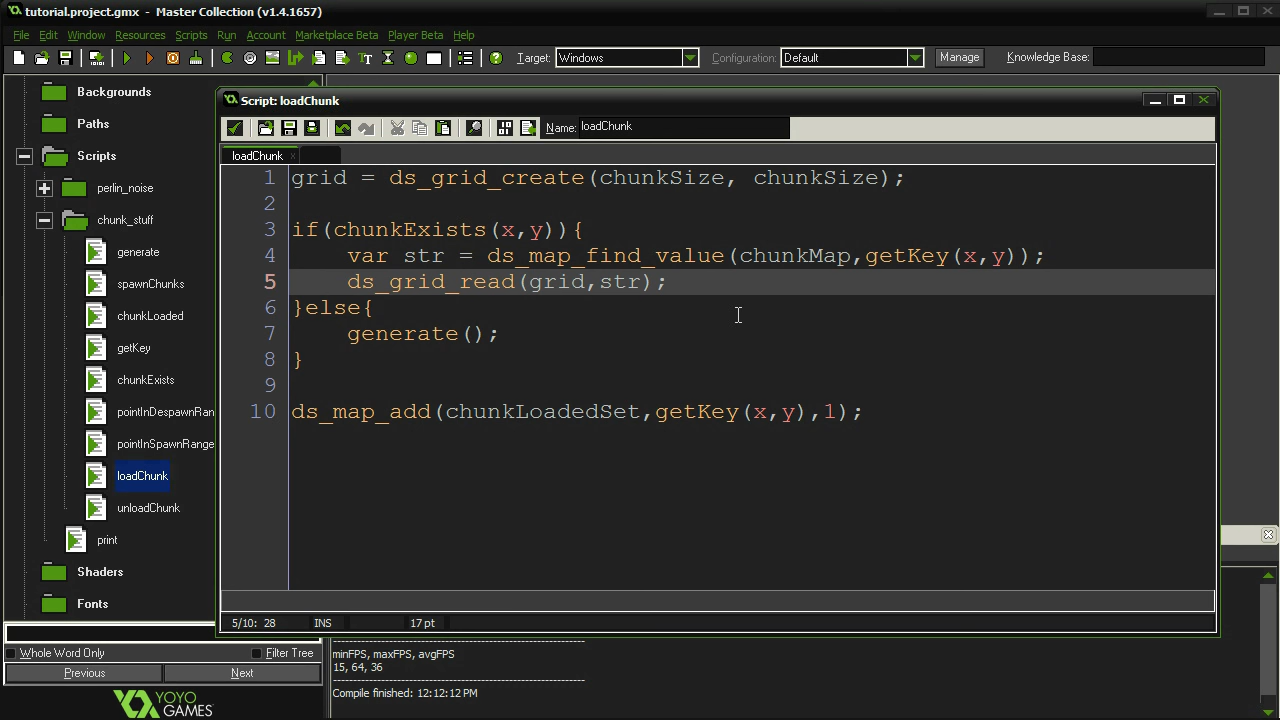 tutorial.project.gmx - Master Collection (v1.4.1657)
File Edit Window Resources Scripts Run Account Marketplace Beta Player Beta Help
Target: Windows Configuration: Default Manage Knowledge Base:
Backgrounds
Paths
Scripts
perlin_noise
chunk_stuff
generate
spawnChunks
chunkLoaded
getKey
chunkExists
pointInDespawnRan
pointInSpawnRange
loadChunk
unloadChunk
print
Shaders
Fonts
Whole Word Only Filter Tree
Previous Next
YOYO
GAMES
Script: loadChunk
Name: loadChunk
loadChunk x
1 grid = ds_grid_create(chunkSize, chunkSize);
2
3 if(chunkExists(x,y)){
4 var str = ds_map_find_value(chunkMap,getKey(x,y));
5 ds_grid_read(grid,str);
6 }else{
7 generate();
8 }
9
10 ds_map_add(chunkLoadedSet,getKey(x,y),1);
5/10: 28 INS 17 pt
minFPS, maxFPS, avgFPS
15, 64, 36
Compile finished: 12:12:12 PM